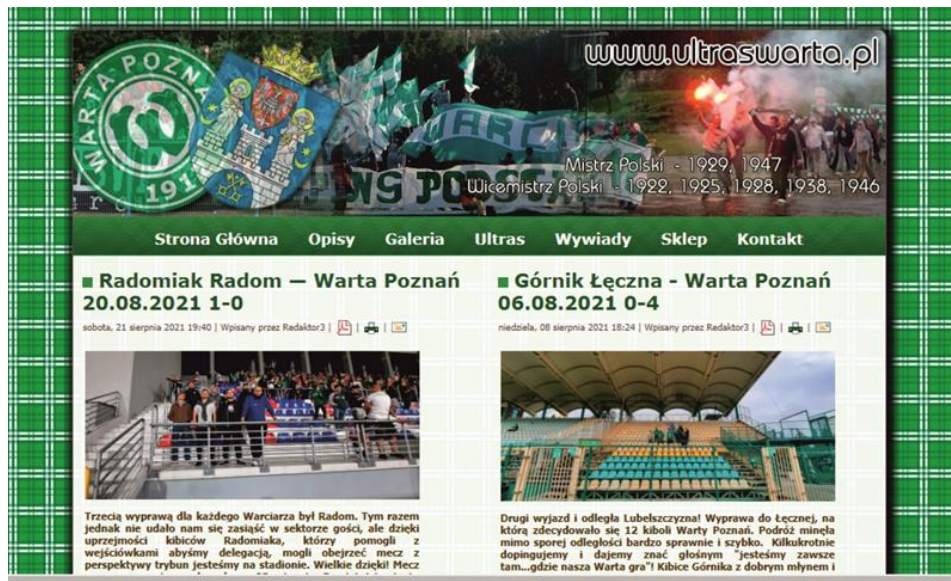 www.ultraswarta.pl
WARTA POZNAŃ
1912
WARCI
Mistrz Polski - 1929, 1947
Wicemistrz Polski - 1922, 1925, 1928, 1938, 1946
Strona Główna Opisy Galeria Ultras Wywiady Sklep Kontakt
Radomiak Radom — Warta Poznań
20.08.2021 1-0
sobota, 21 sierpnia 2021 19:40 | Wpisany przez Redaktor3 | | |
Trzecią wyprawą dla każdego Warciarza był Radom. Tym razem
jednak nie udało nam się zasiąść w sektorze gości, ale dzięki
uprzejmości kibiców Radomiaka, którzy pomogli z
wejściówkami abyśmy delegacją, mogli obejrzeć mecz z
perspektywy trybun jesteśmy na stadionie. Wielkie dzięki! Mecz
Górnik Łęczna - Warta Poznań
06.08.2021 0-4
niedziela, 08 sierpnia 2021 18:24 | Wpisany przez Redaktor3 | | |
Drugi wyjazd i odległa Lubelszczyzna! Wyprawa do Łęcznej, na
którą zdecydowało się 12 kiboli Warty Poznań. Podróż minęła
mimo sporej odległości bardzo sprawnie i szybko. Kilkukrotnie
dopingujemy i dajemy znać głośnym "jesteśmy zawsze
tam...gdzie nasza Warta gra"! Kibice Górnika z dobrym młynem i